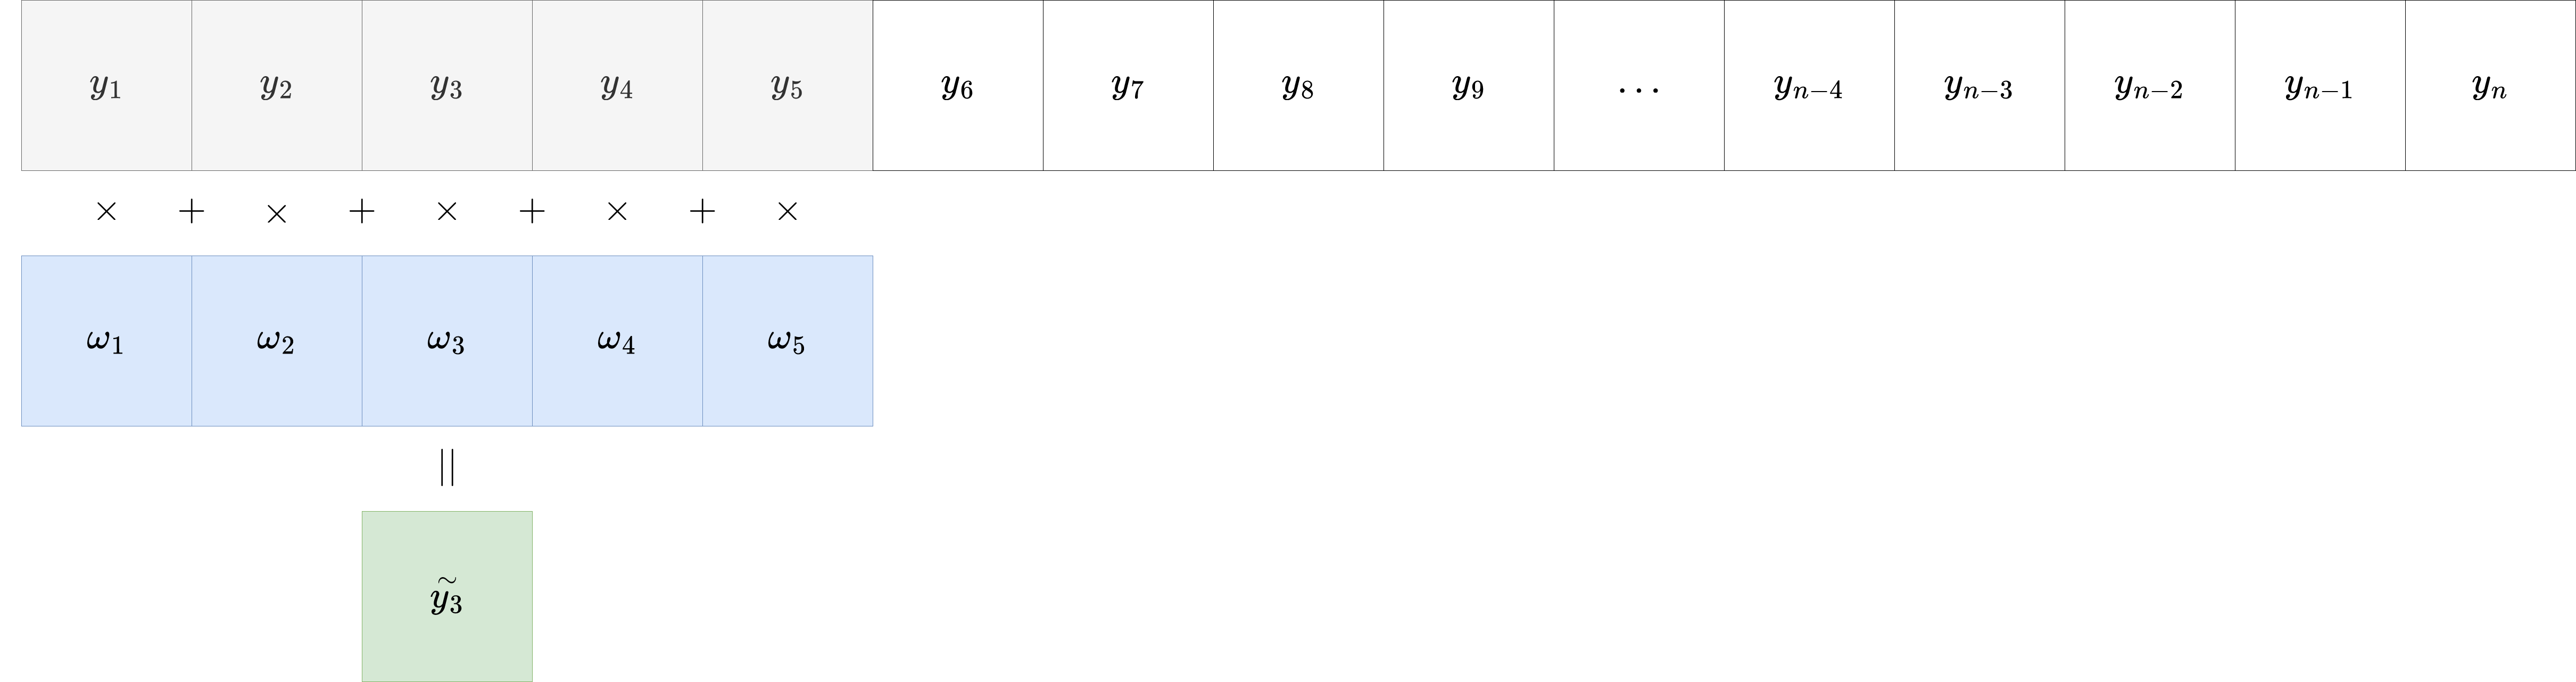 y₁ y₂ y₃ y₄ y₅ y₆ y₇ y₈ y₉ … yₙ₋₄ yₙ₋₃ yₙ₋₂ yₙ₋₁ yₙ
× + × + × + × + ×
ω₁ ω₂ ω₃ ω₄ ω₅
||
ỹ₃